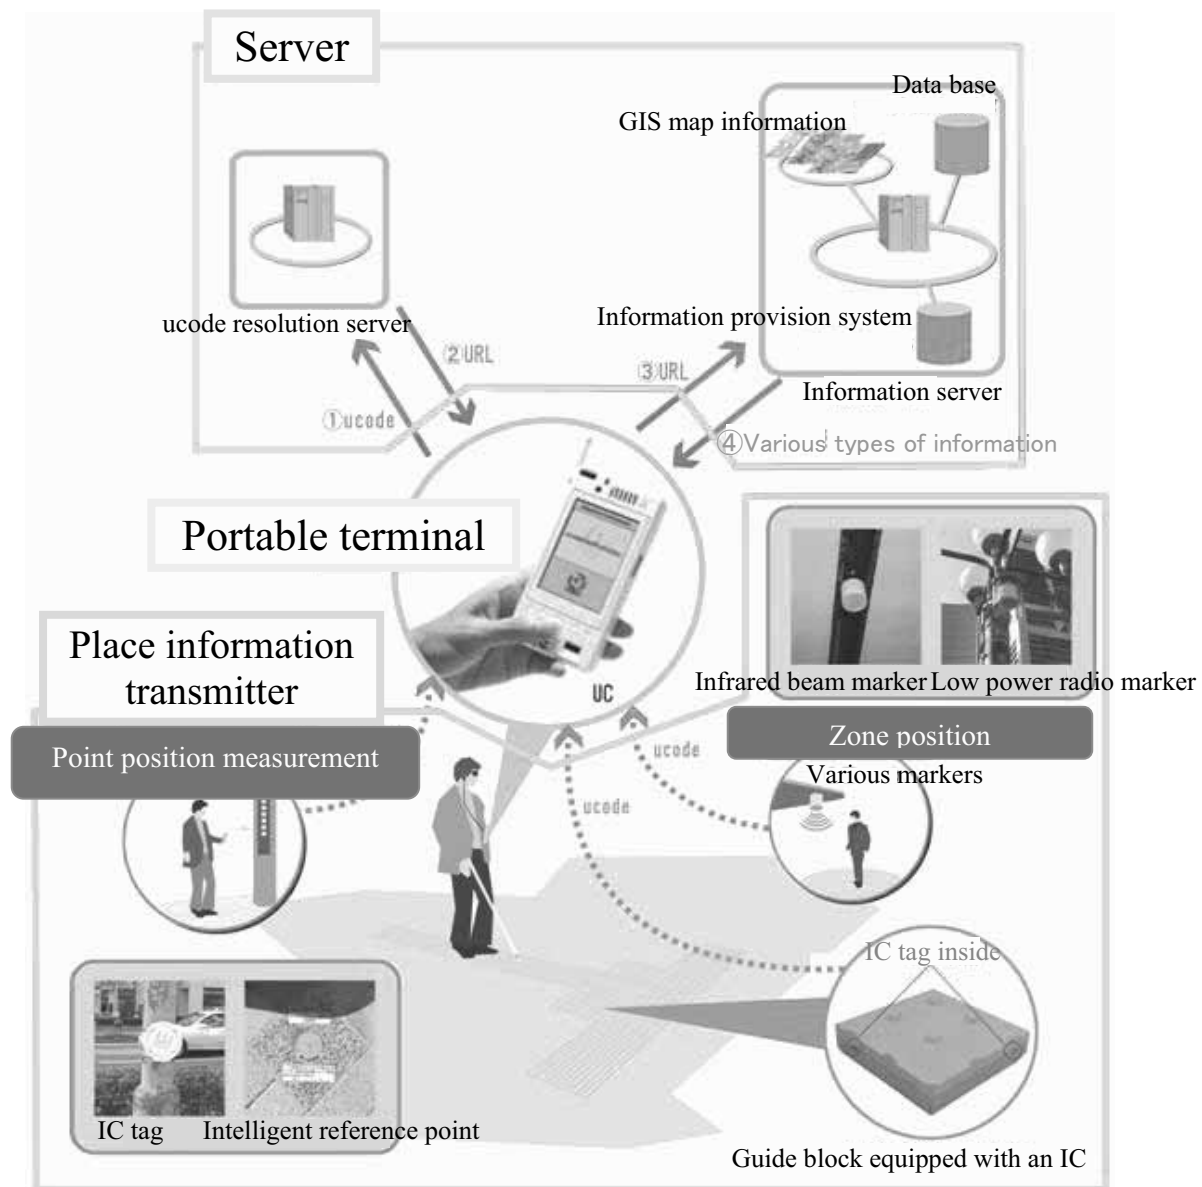 Server
Data base
GIS map information
ucode resolution server
Information provision system
②URL
③URL
Information server
①ucode
④Various types of information
Portable terminal
Place information
transmitter
UC
Infrared beam marker
Low power radio marker
Point position measurement
ucode
Zone position
Various markers
ucode
IC tag inside
IC tag
Intelligent reference point
Guide block equipped with an IC